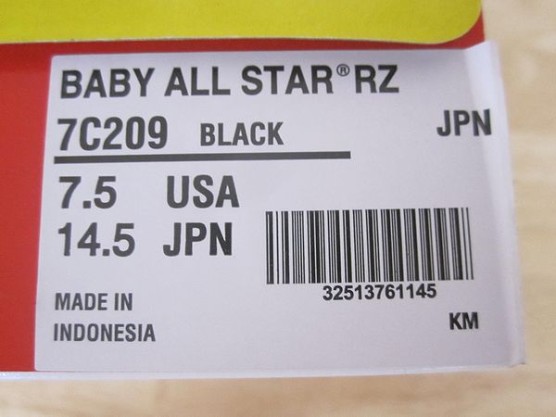 BABY ALL STAR® RZ
7C209 BLACK JPN
7.5 USA
14.5 JPN
32513761145
MADE IN
INDONESIA
KM